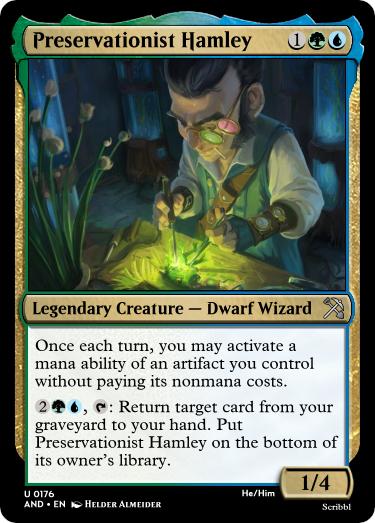 Preservationist Hamley 1
Legendary Creature — Dwarf Wizard
Once each turn, you may activate a
mana ability of an artifact you control
without paying its nonmana costs.
2, : Return target card from your
graveyard to your hand. Put
Preservationist Hamley on the bottom of
its owner's library.
1/4
U 0176
He/Him
AND • EN Helder Almeider
Scribbl